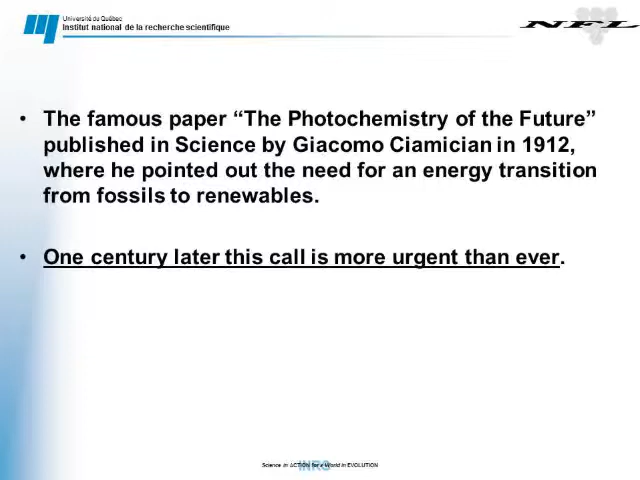 Université du Québec
Institut national de la recherche scientifique
NFL
• The famous paper “The Photochemistry of the Future”
published in Science by Giacomo Ciamician in 1912,
where he pointed out the need for an energy transition
from fossils to renewables.
• One century later this call is more urgent than ever.
Science in ACTION for a World in EVOLUTION
INRS